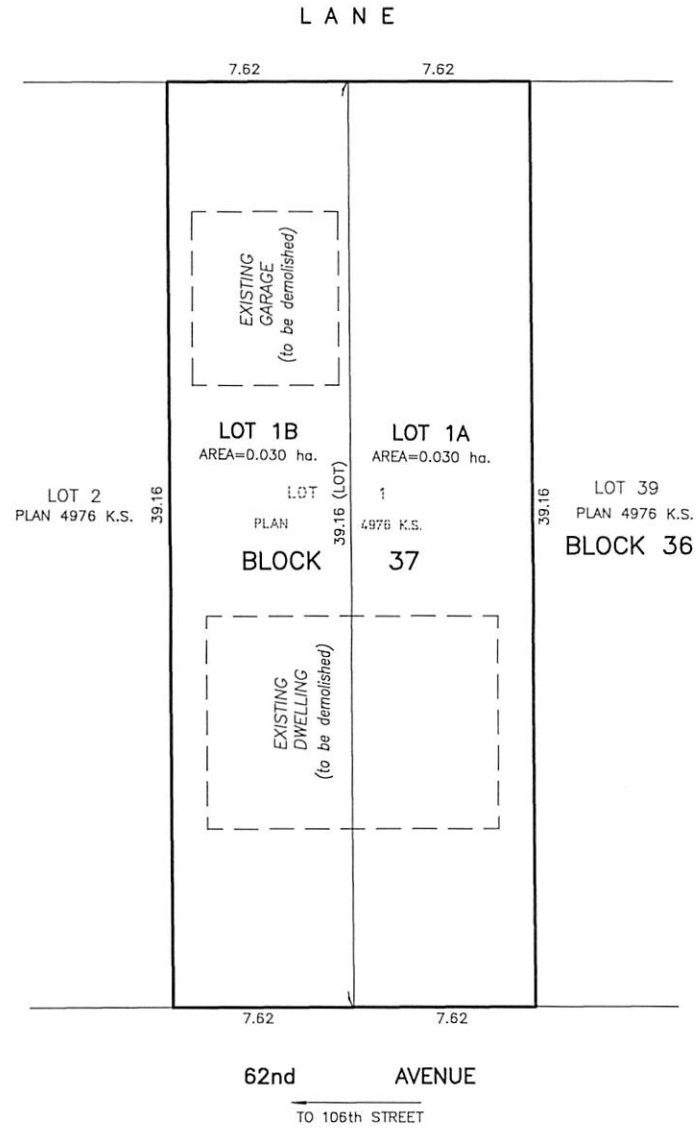 LANE
7.62 7.62
EXISTING
GARAGE
(to be demolished)
LOT 1B
AREA=0.030 ha.
LOT 1A
AREA=0.030 ha.
LOT 2
PLAN 4976 K.S.
39.16
39.16 (LOT)
LOT 1
PLAN 4976 K.S.
BLOCK 37
39.16
LOT 39
PLAN 4976 K.S.
BLOCK 36
EXISTING
DWELLING
(to be demolished)
7.62 7.62
62nd AVENUE
TO 106th STREET